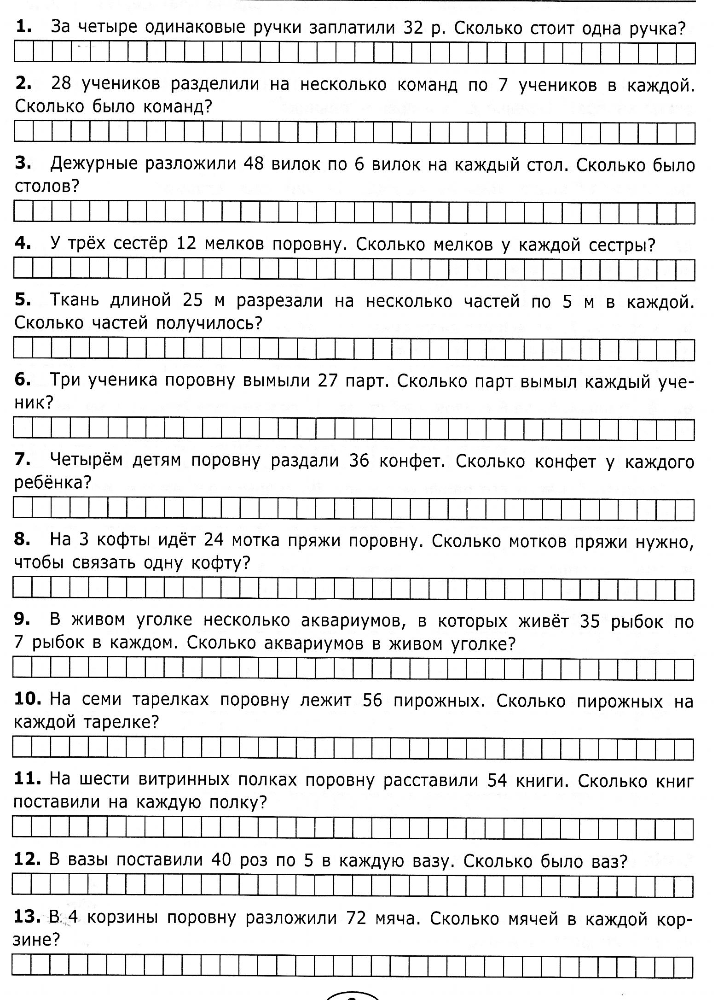 1. За четыре одинаковые ручки заплатили 32 р. Сколько стоит одна ручка?
2. 28 учеников разделили на несколько команд по 7 учеников в каждой.
Сколько было команд?
3. Дежурные разложили 48 вилок по 6 вилок на каждый стол. Сколько было
столов?
4. У трёх сестёр 12 мелков поровну. Сколько мелков у каждой сестры?
5. Ткань длиной 25 м разрезали на несколько частей по 5 м в каждой.
Сколько частей получилось?
6. Три ученика поровну вымыли 27 парт. Сколько парт вымыл каждый уче-
ник?
7. Четырём детям поровну раздали 36 конфет. Сколько конфет у каждого
ребёнка?
8. На 3 кофты идёт 24 мотка пряжи поровну. Сколько мотков пряжи нужно,
чтобы связать одну кофту?
9. В живом уголке несколько аквариумов, в которых живёт 35 рыбок по
7 рыбок в каждом. Сколько аквариумов в живом уголке?
10. На семи тарелках поровну лежит 56 пирожных. Сколько пирожных на
каждой тарелке?
11. На шести витринных полках поровну расставили 54 книги. Сколько книг
поставили на каждую полку?
12. В вазы поставили 40 роз по 5 в каждую вазу. Сколько было ваз?
13. В 4 корзины поровну разложили 72 мяча. Сколько мячей в каждой кор-
зине?